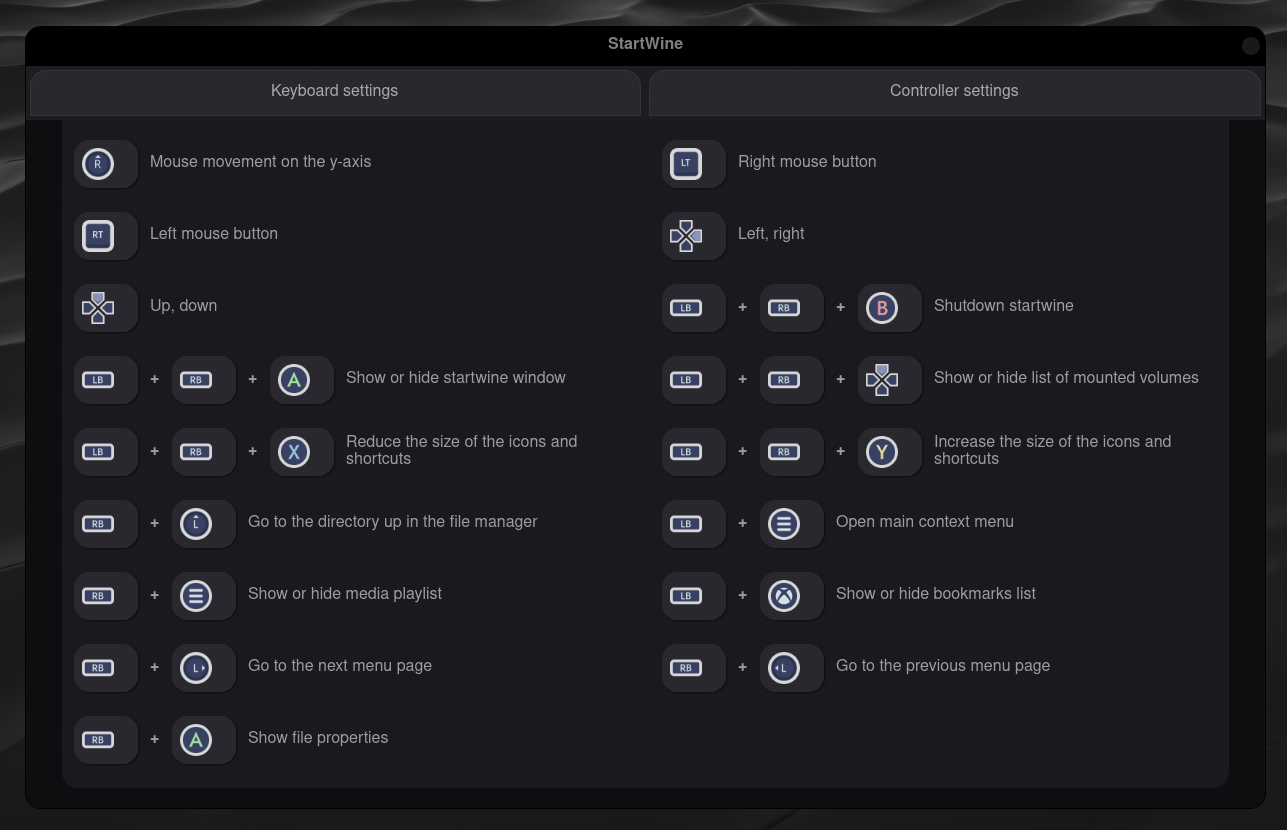 StartWine
Keyboard settings
Controller settings
R Mouse movement on the y-axis
LT Right mouse button
RT Left mouse button
Left, right
Up, down
LB + RB + B Shutdown startwine
LB + RB + A Show or hide startwine window
LB + RB + Show or hide list of mounted volumes
LB + RB + X Reduce the size of the icons and
shortcuts
LB + RB + Y Increase the size of the icons and
shortcuts
RB + L Go to the directory up in the file manager
LB + Open main context menu
RB + Show or hide media playlist
LB + Show or hide bookmarks list
RB + L Go to the next menu page
RB + L Go to the previous menu page
RB + A Show file properties